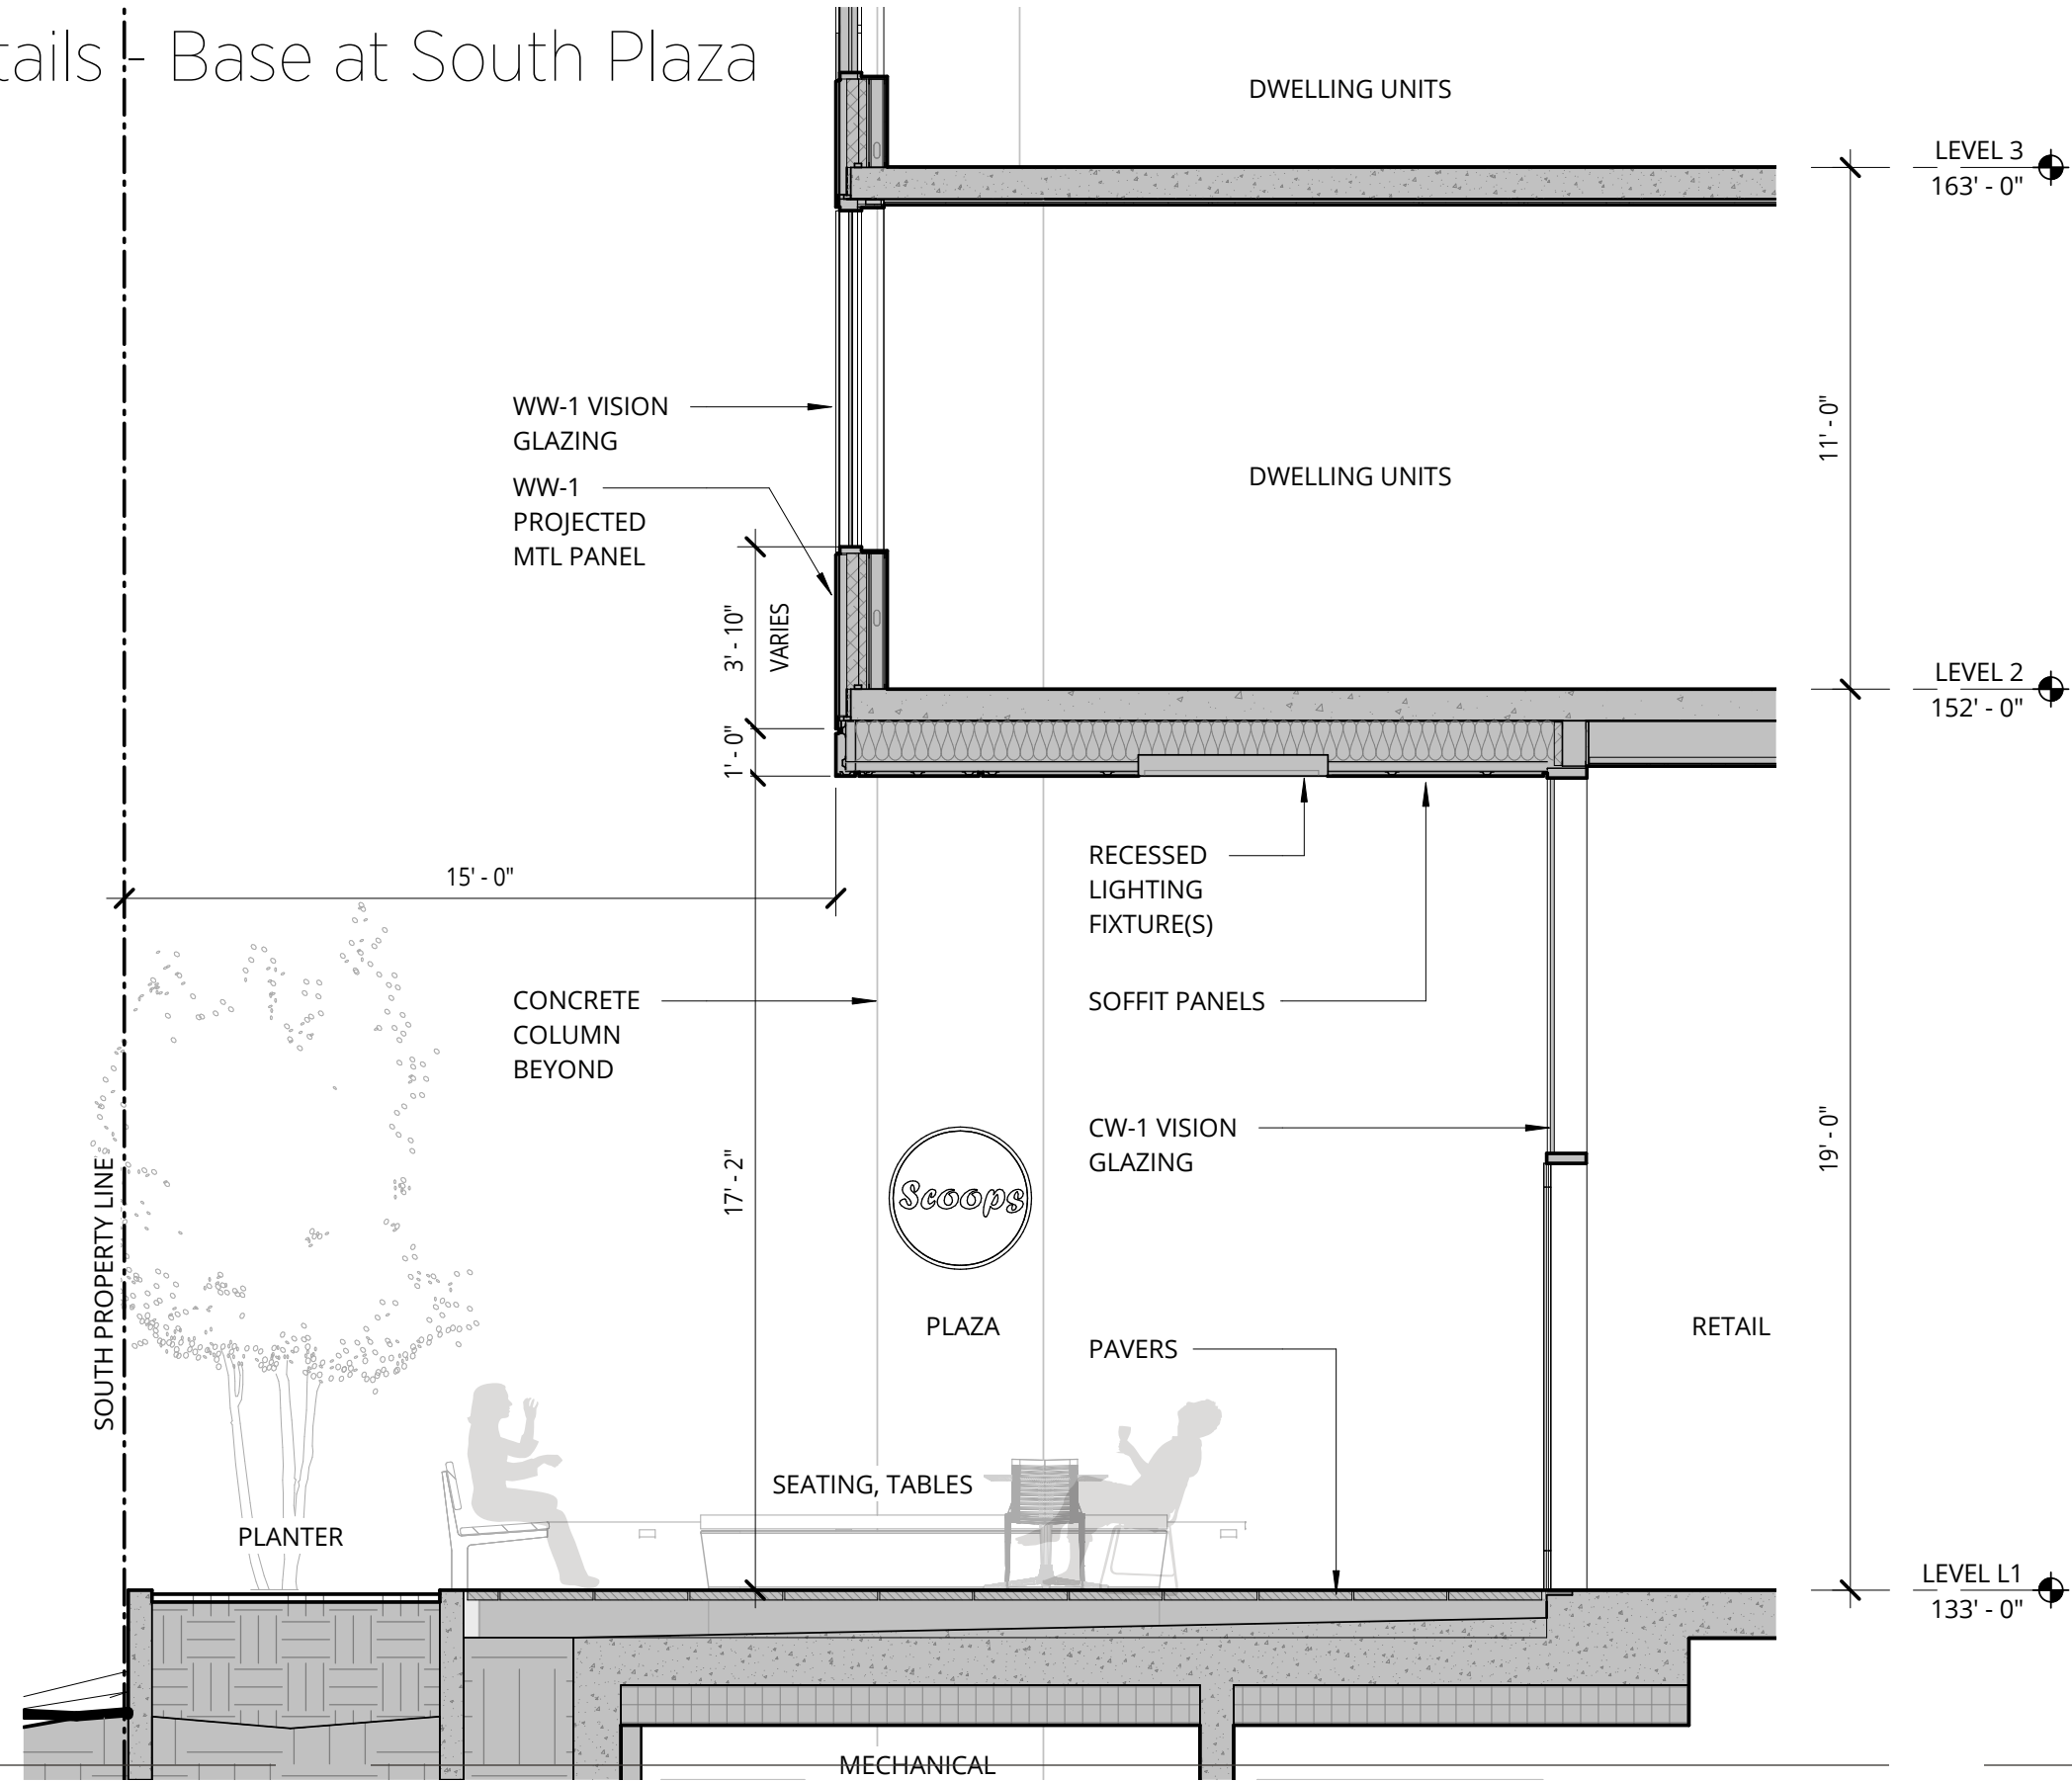 tails - Base at South Plaza
DWELLING UNITS
LEVEL 3
163' - 0"
WW-1 VISION
GLAZING
11' - 0"
DWELLING UNITS
WW-1
PROJECTED
MTL PANEL
3' - 10"
VARIES
LEVEL 2
152' - 0"
1' - 0"
RECESSED
LIGHTING
FIXTURE(S)
15' - 0"
CONCRETE
COLUMN
BEYOND
SOFFIT PANELS
CW-1 VISION
GLAZING
17' - 2"
19' - 0"
Scoops
SOUTH PROPERTY LINE
PLAZA
PAVERS
RETAIL
SEATING, TABLES
PLANTER
LEVEL L1
133' - 0"
MECHANICAL